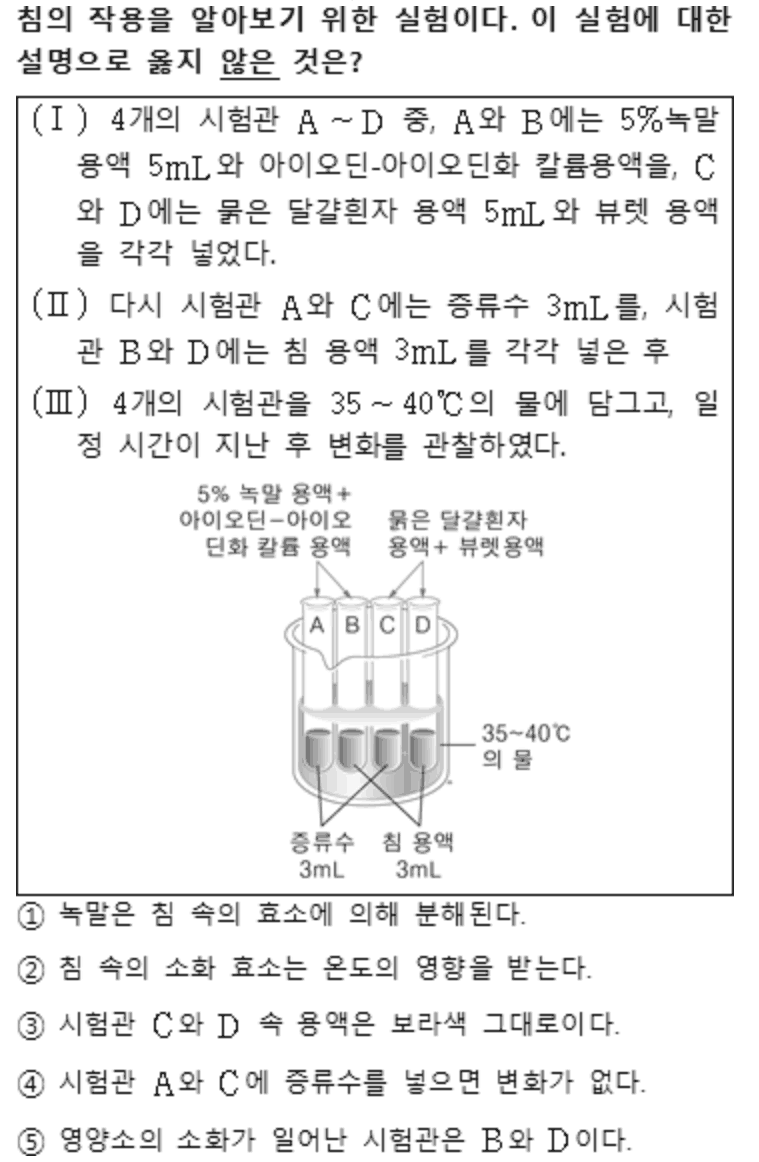 침의 작용을 알아보기 위한 실험이다. 이 실험에 대한
설명으로 옳지 않은 것은?
(Ⅰ) 4개의 시험관 A ~ D 중, A와 B에는 5%녹말
용액 5mL와 아이오딘-아이오딘화 칼륨용액을, C
와 D에는 묽은 달걀흰자 용액 5mL와 뷰렛 용액
을 각각 넣었다.
(Ⅱ) 다시 시험관 A와 C에는 증류수 3mL를, 시험
관 B와 D에는 침 용액 3mL를 각각 넣은 후
(Ⅲ) 4개의 시험관을 35 ~ 40℃의 물에 담그고, 일
정 시간이 지난 후 변화를 관찰하였다.
5% 녹말 용액+
아이오딘-아이오
딘화 칼륨 용액
묽은 달걀흰자
용액+ 뷰렛용액
A B C D
35~40℃
의 물
증류수
3mL
침 용액
3mL
① 녹말은 침 속의 효소에 의해 분해된다.
② 침 속의 소화 효소는 온도의 영향을 받는다.
③ 시험관 C와 D 속 용액은 보라색 그대로이다.
④ 시험관 A와 C에 증류수를 넣으면 변화가 없다.
⑤ 영양소의 소화가 일어난 시험관은 B와 D이다.